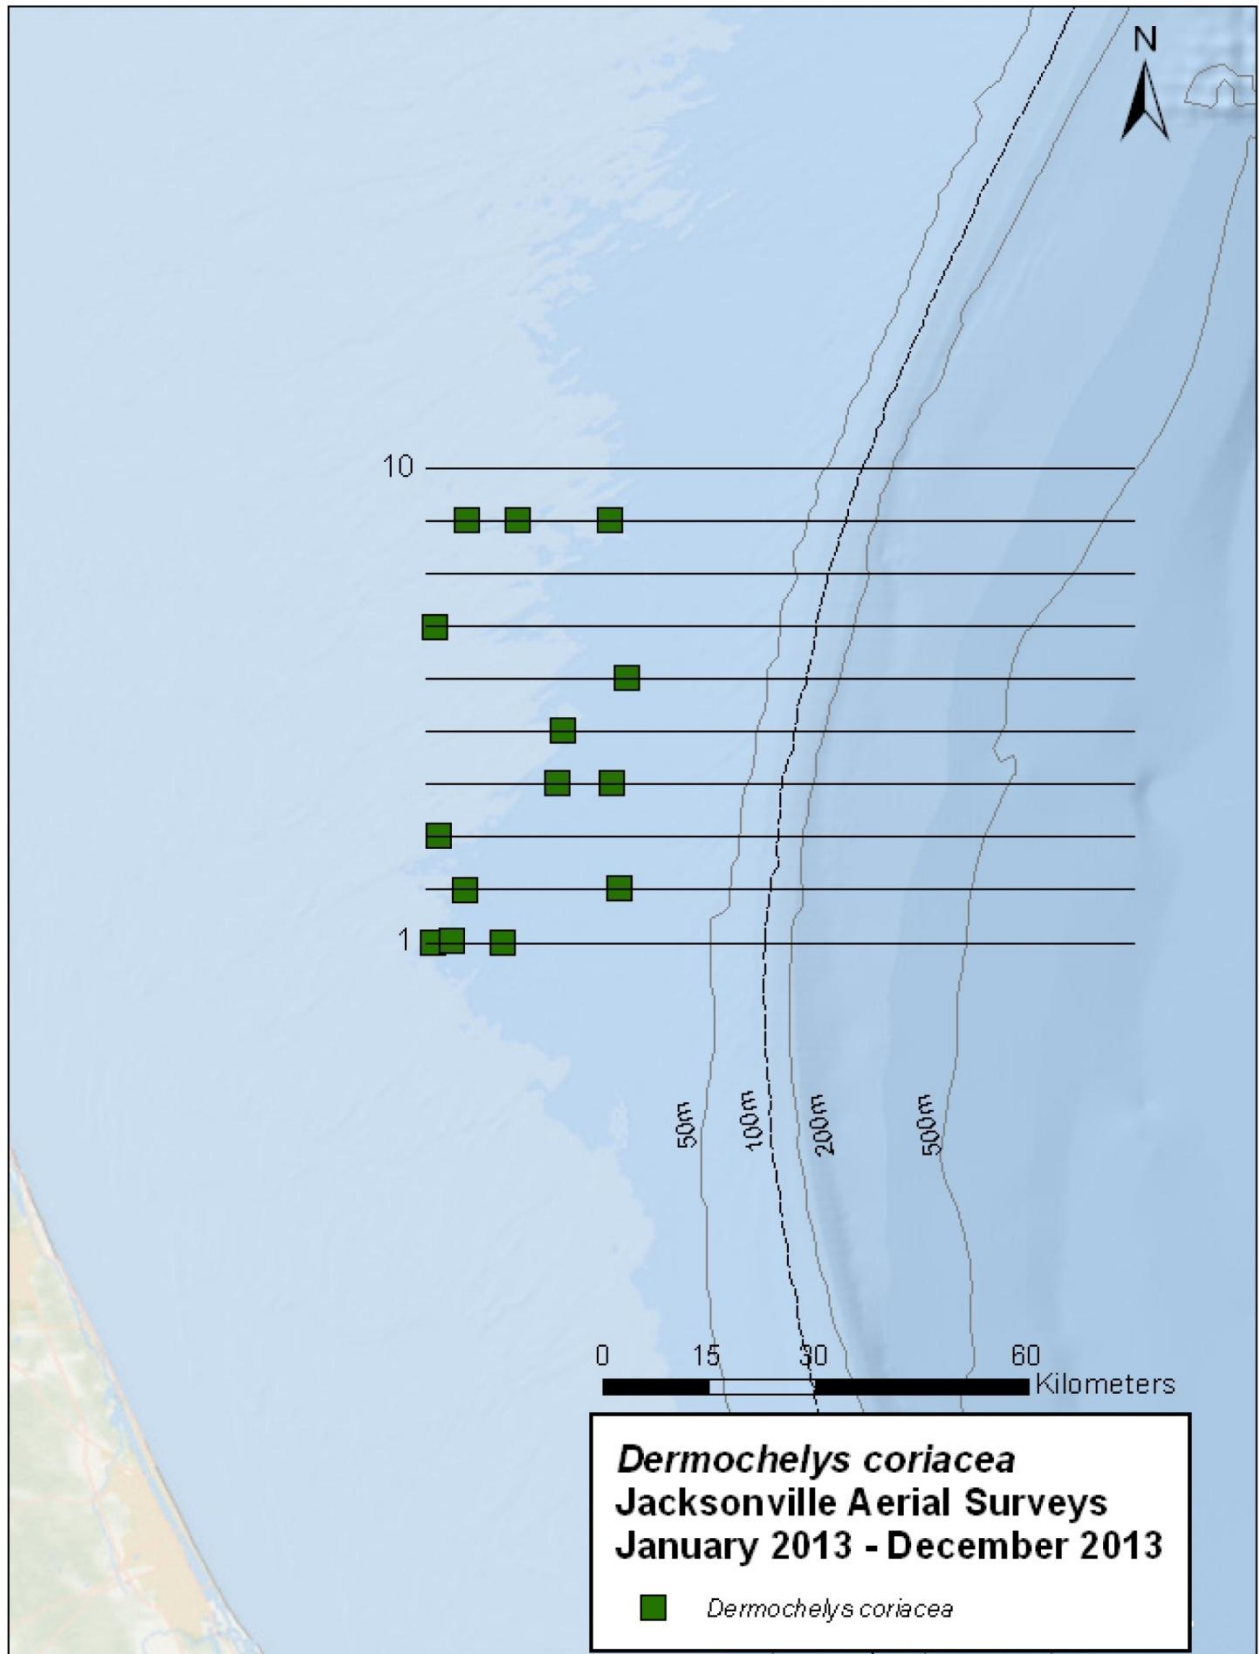 N
10
1
50m
100m
200m
500m
0 15 30 60
Kilometers
Dermochelys coriacea
Jacksonville Aerial Surveys
January 2013 - December 2013
Dermochelys coriacea